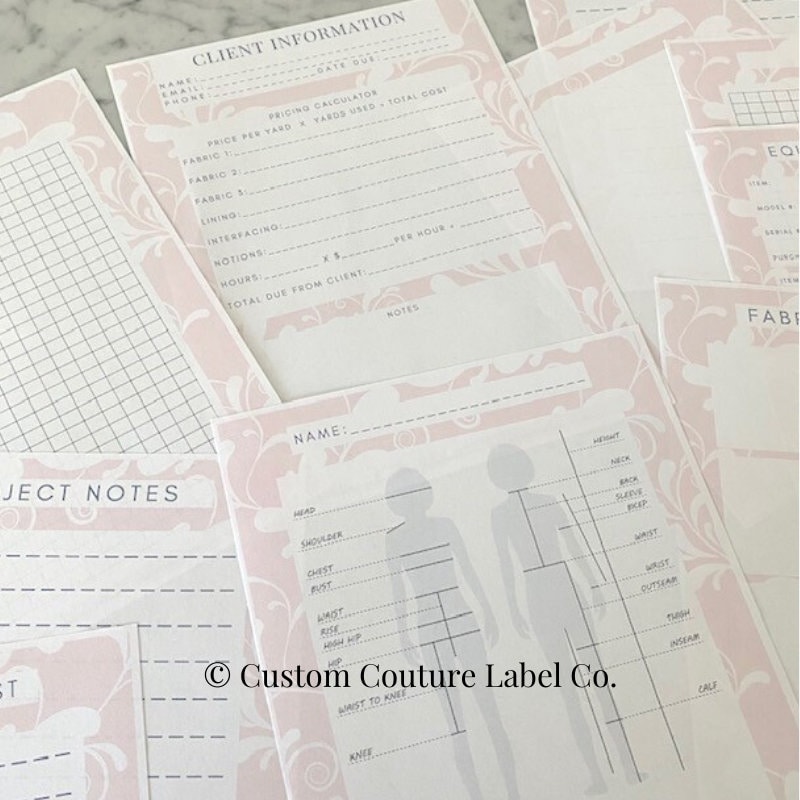 CLIENT INFORMATION
NAME:
EMAIL: DATE DUE:
PHONE:
PRICING CALCULATOR
PRICE PER YARD X YARDS USED = TOTAL COST
FABRIC 1:
FABRIC 2:
FABRIC 3:
LINING:
INTERFACING:
NOTIONS:
HOURS: X $ PER HOUR =
TOTAL DUE FROM CLIENT:
NOTES
EQU
ITEM:
MODEL #:
SERIAL #
PURCH
ITEM
FABR
JECT NOTES
ST
NAME:
HEAD
SHOULDER
CHEST
BUST
WAIST
RISE
HIGH HIP
HIP
WAIST TO KNEE
KNEE
HEIGHT
NECK
BACK
SLEEVE
BICEP
WAIST
WRIST
OUTSEAM
THIGH
INSEAM
CALF
© Custom Couture Label Co.